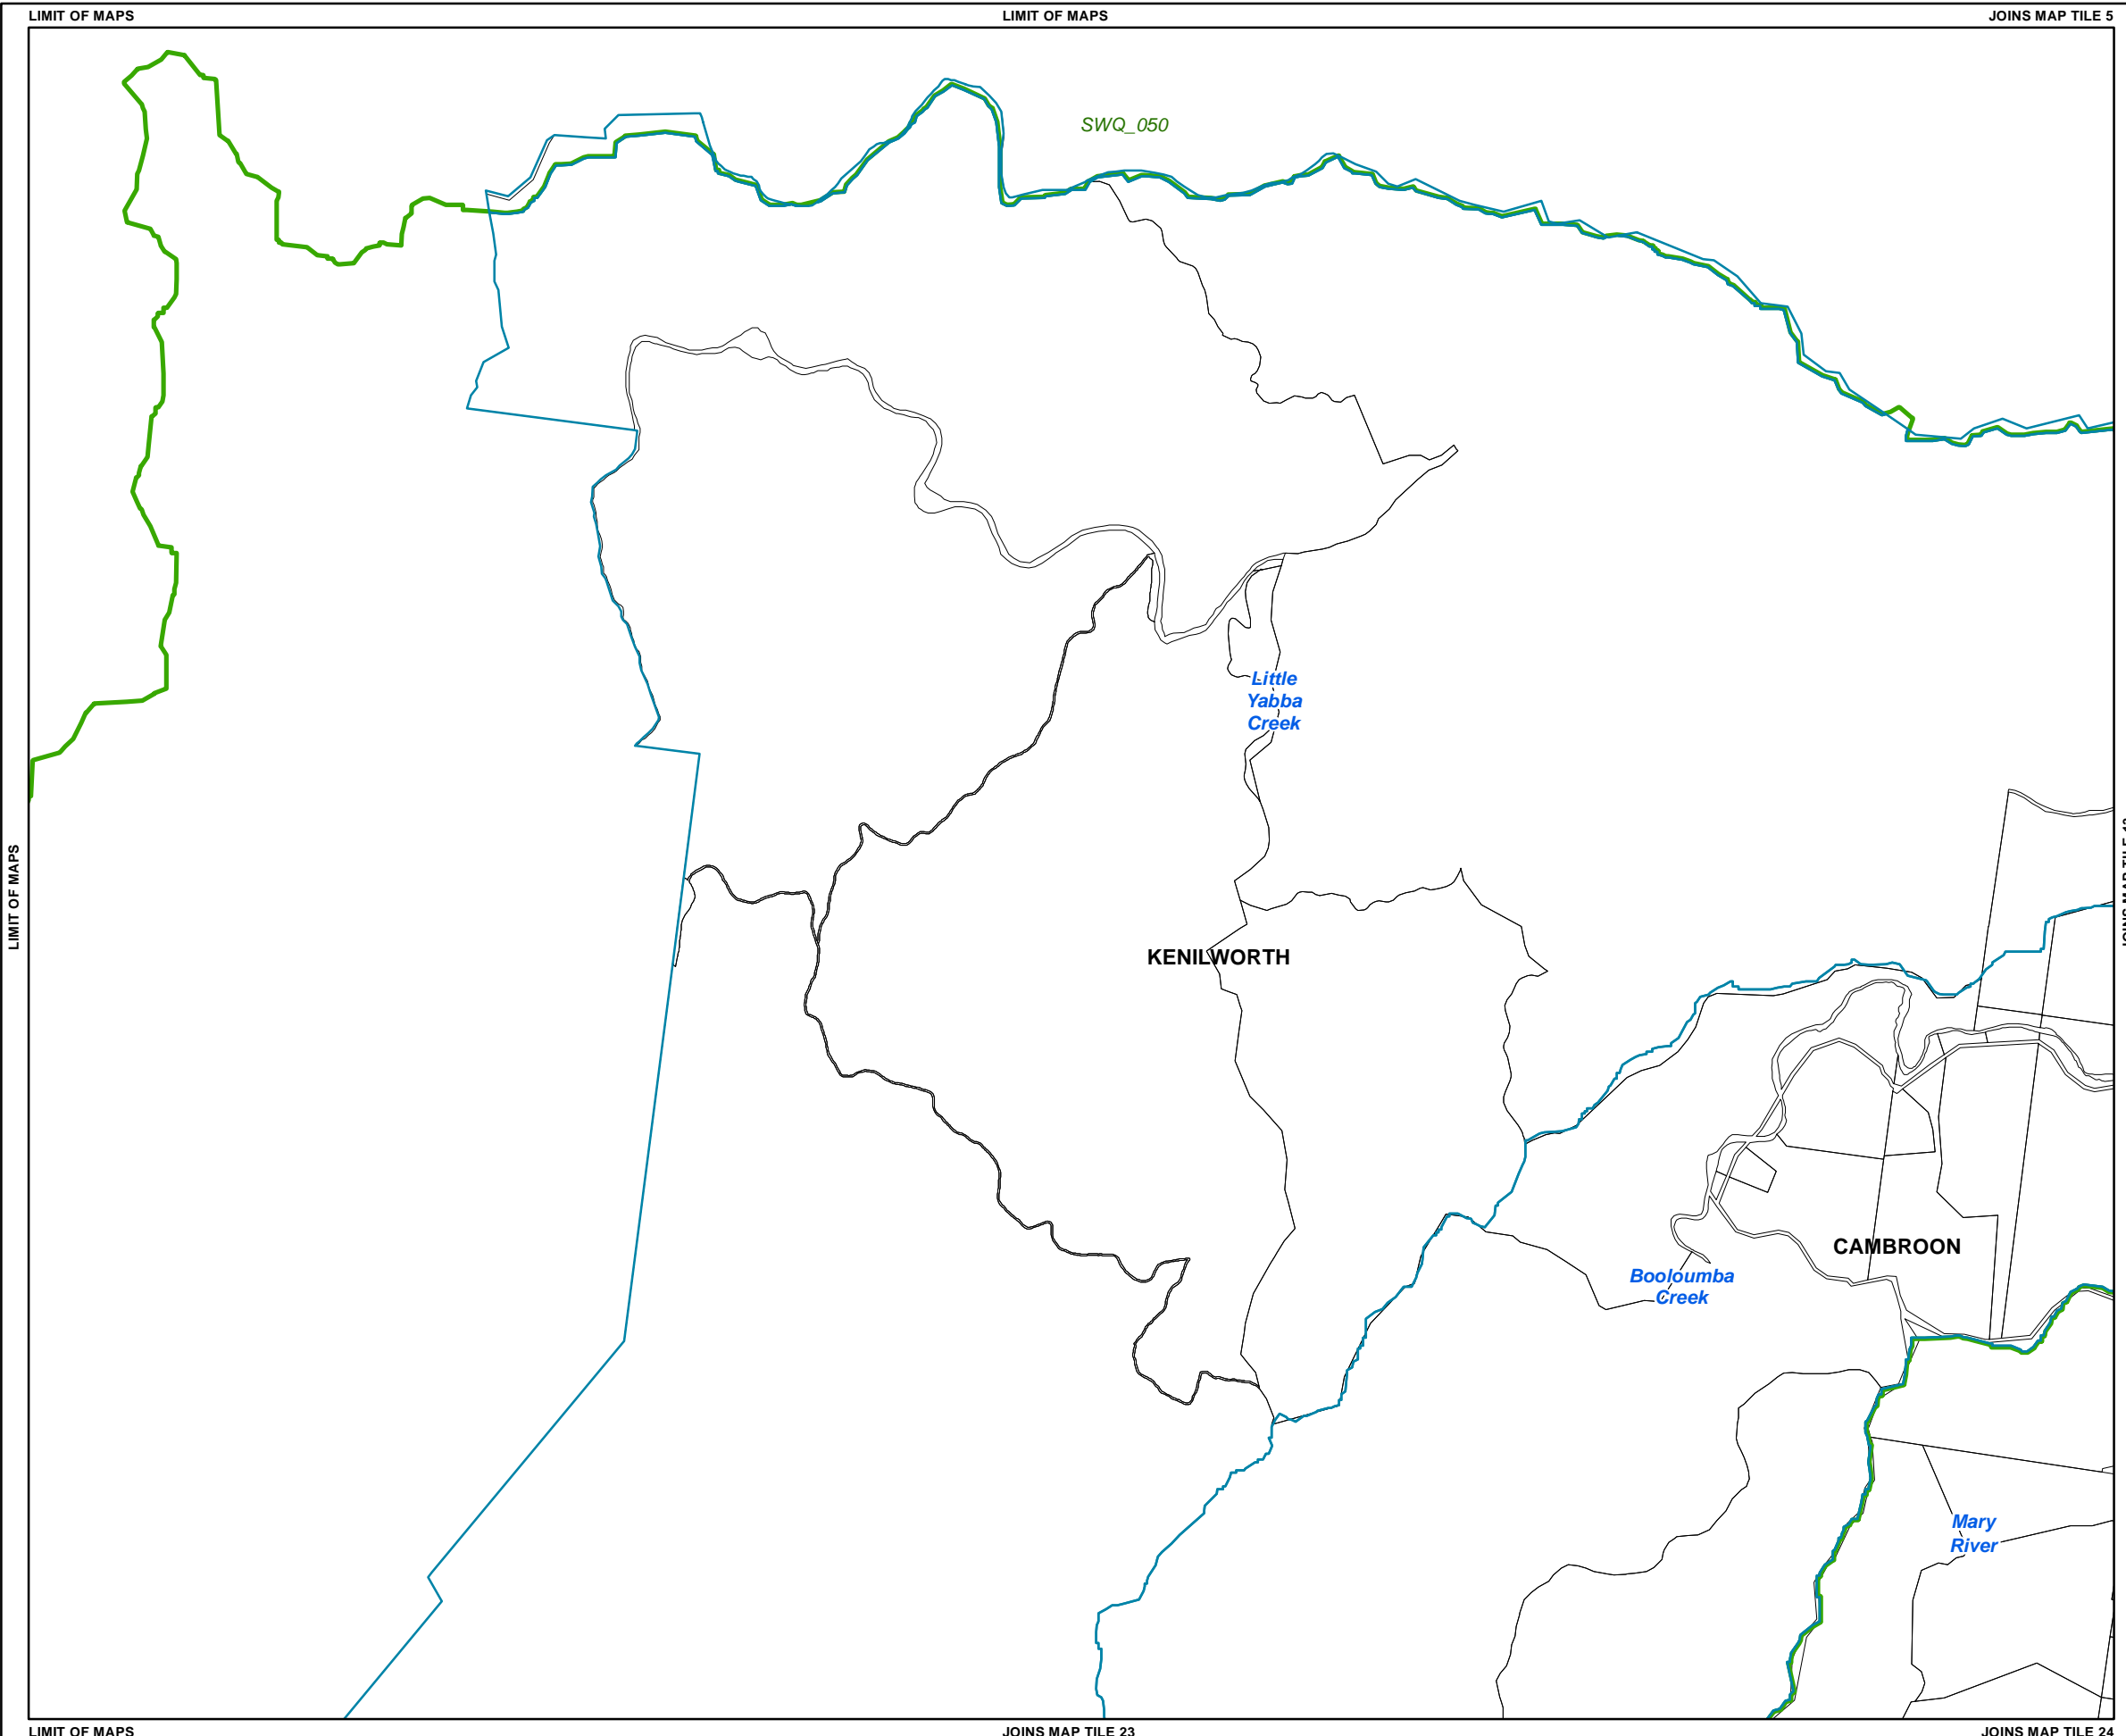 LIMIT OF MAPS
LIMIT OF MAPS
JOINS MAP TILE 5
SWQ_050
Little
Yabba
Creek
LIMIT OF MAPS
KENILWORTH
CAMBROON
Booloumba
Creek
Mary
River
LIMIT OF MAPS
JOINS MAP TILE 23
JOINS MAP TILE 24